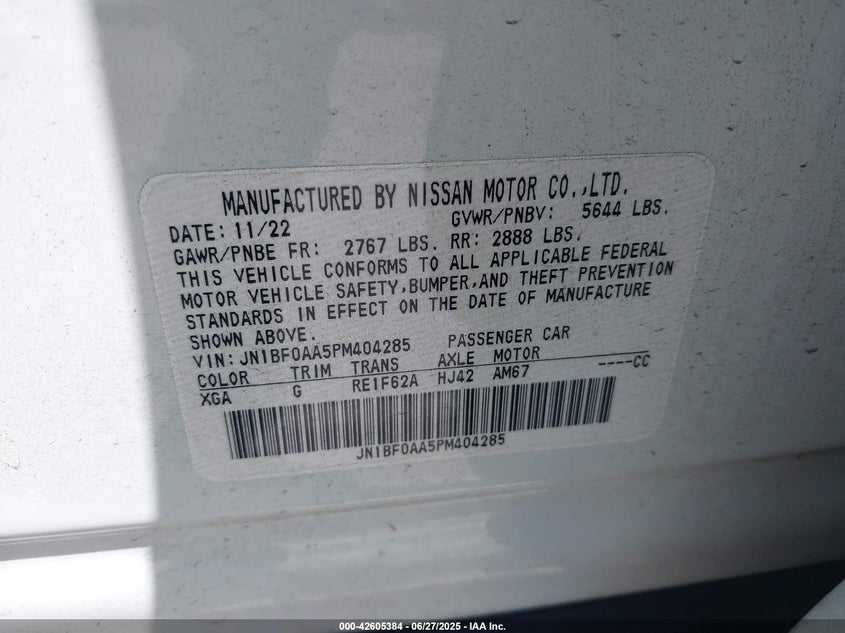 MANUFACTURED BY NISSAN MOTOR CO.,LTD.
DATE: 11/22 GVWR/PNBV: 5644 LBS.
GAWR/PNBE FR: 2767 LBS. RR: 2888 LBS.
THIS VEHICLE CONFORMS TO ALL APPLICABLE FEDERAL
MOTOR VEHICLE SAFETY,BUMPER,AND THEFT PREVENTION
STANDARDS IN EFFECT ON THE DATE OF MANUFACTURE
SHOWN ABOVE.
VIN: JN1BF0AA5PM404285 PASSENGER CAR
COLOR TRIM TRANS AXLE MOTOR ----CC
XGA G RE1F62A HJ42 AM67
JN1BF0AA5PM404285
000-42605384 - 06/27/2025 - IAA Inc.